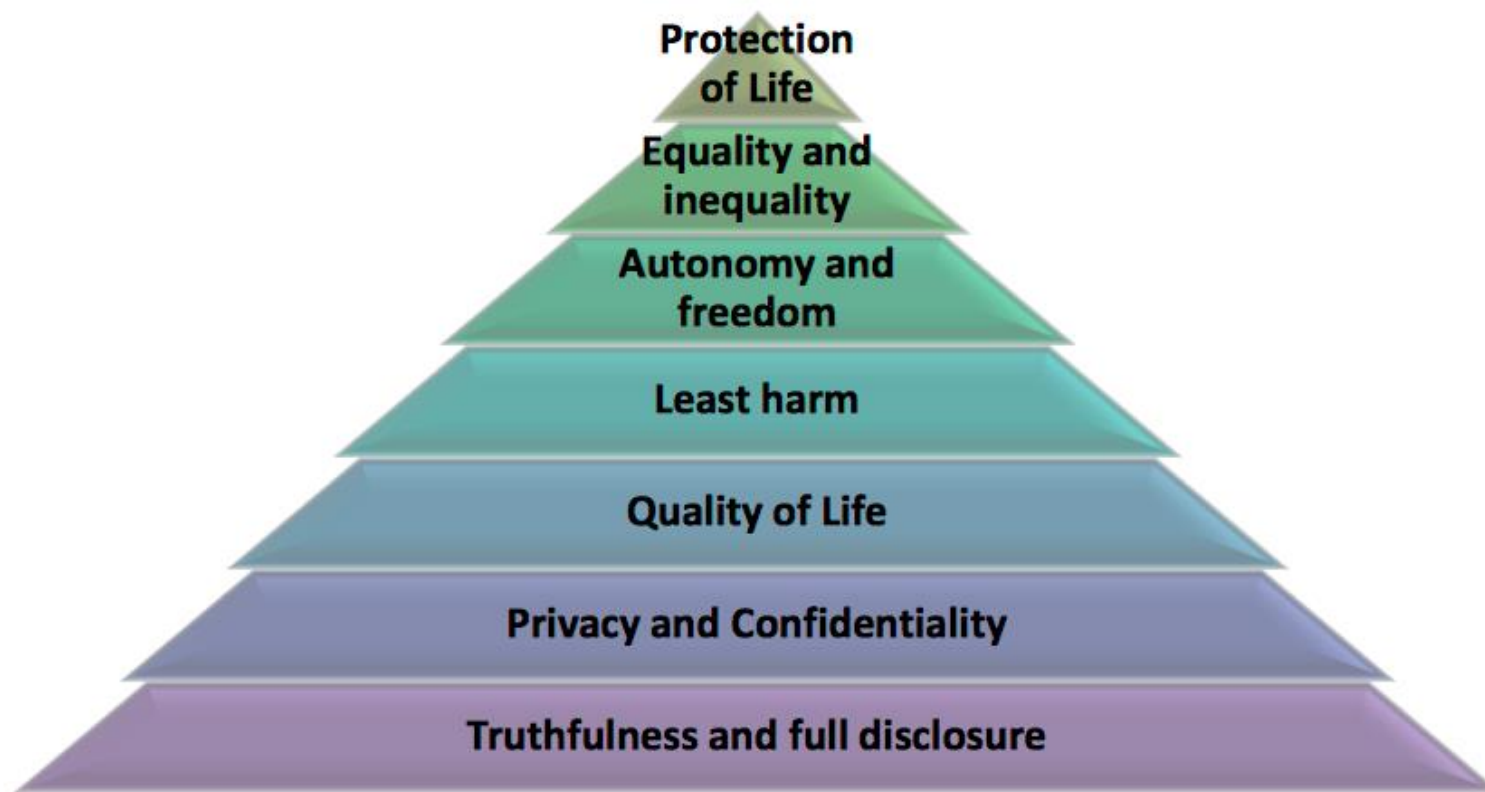 Protection
of Life
Equality and
inequality
Autonomy and
freedom
Least harm
Quality of Life
Privacy and Confidentiality
Truthfulness and full disclosure